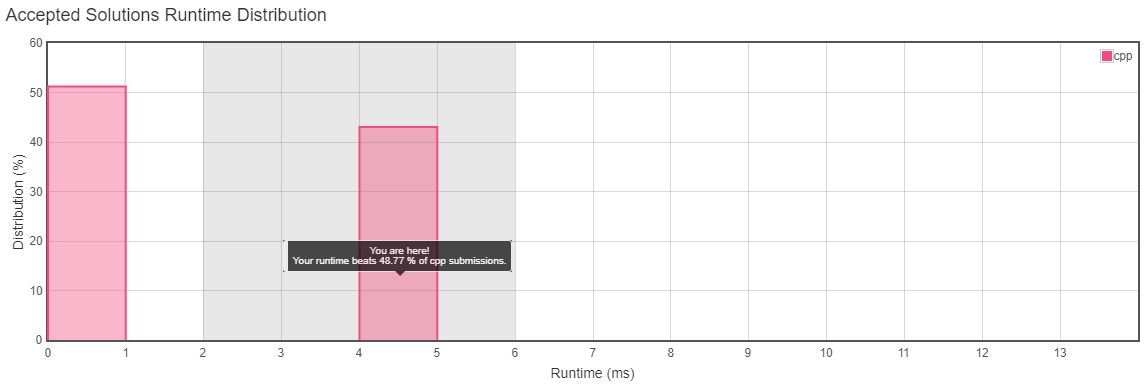 Accepted Solutions Runtime Distribution
60
cpp
50
40
30
20
10
0
Distribution (%)
You are here!
Your runtime beats 48.77 % of cpp submissions.
0 1 2 3 4 5 6 7 8 9 10 11 12 13
Runtime (ms)